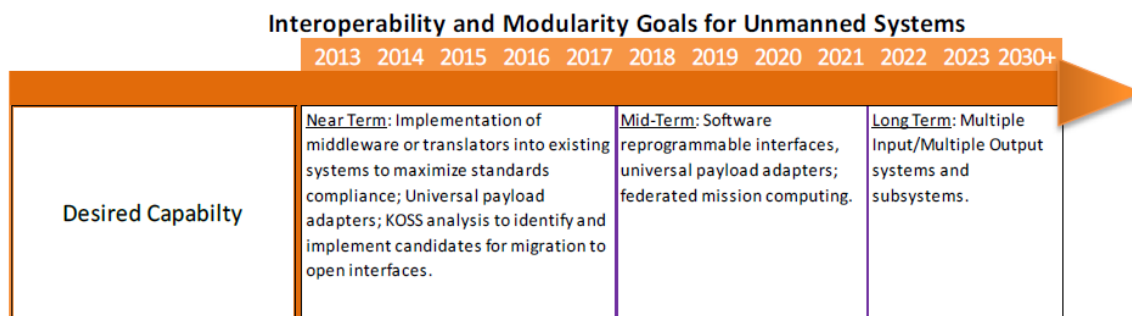 Interoperability and Modularity Goals for Unmanned Systems
2013 2014 2015 2016 2017 2018 2019 2020 2021 2022 2023 2030+
Desired Capabilty
Near Term: Implementation of
middleware or translators into existing
systems to maximize standards
compliance; Universal payload
adapters; KOSS analysis to identify and
implement candidates for migration to
open interfaces.
Mid-Term: Software
reprogrammable interfaces,
universal payload adapters;
federated mission computing.
Long Term: Multiple
Input/Multiple Output
systems and
subsystems.